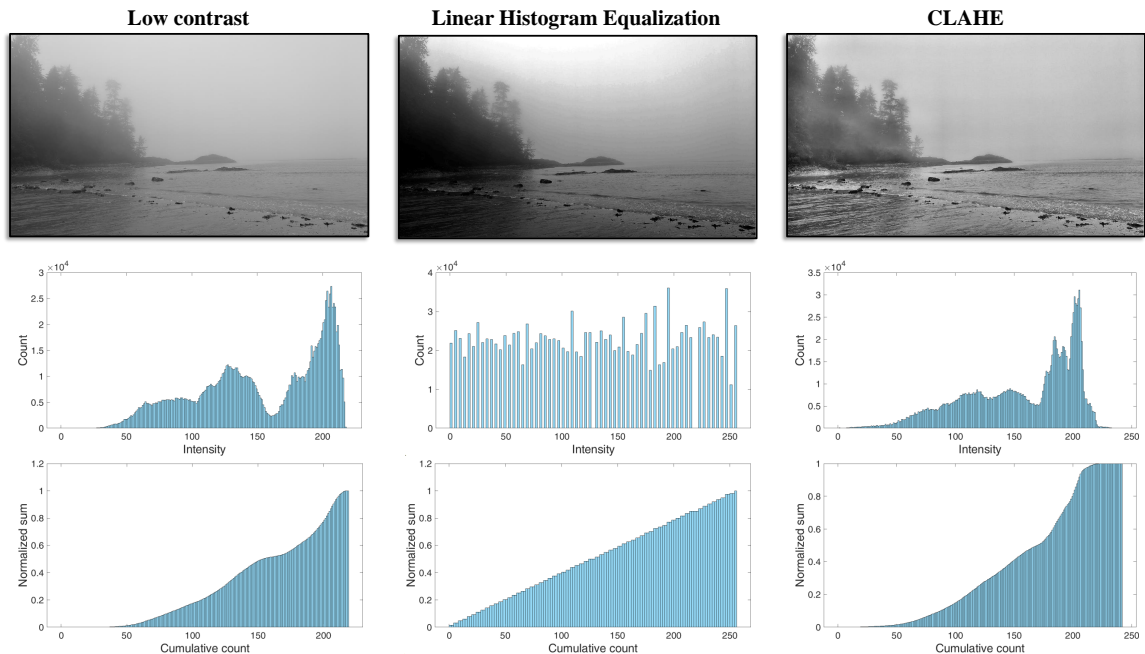 Low contrast
Linear Histogram Equalization
CLAHE
×10⁴
3
2.5
2
1.5
1
0.5
0
Count
0 50 100 150 200
Intensity
×10⁴
4
3
2
1
0
Count
0 50 100 150 200 250
Intensity
×10⁴
3.5
3
2.5
2
1.5
1
0.5
0
Count
0 50 100 150 200 250
Intensity
1.2
1
0.8
0.6
0.4
0.2
0
Normalized sum
0 50 100 150 200
Cumulative count
1.2
1
0.8
0.6
0.4
0.2
0
Normalized sum
0 50 100 150 200 250
Cumulative count
1
0.8
0.6
0.4
0.2
0
Normalized sum
0 50 100 150 200 250
Cumulative count